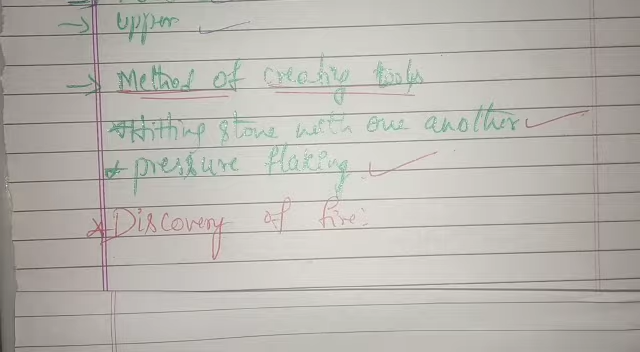 → Upper
→ Method of creating tools
* Hitting stone with one another
* pressure flaking
* Discovery of fire: